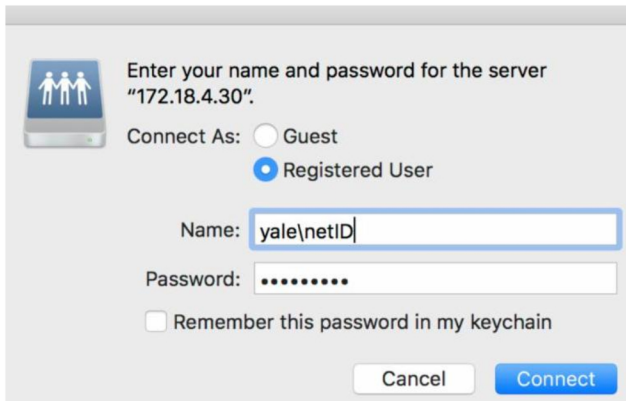 Enter your name and password for the server
“172.18.4.30”.
Connect As: Guest
Registered User
Name: yale\netID
Password: •••••••••
Remember this password in my keychain
Cancel Connect